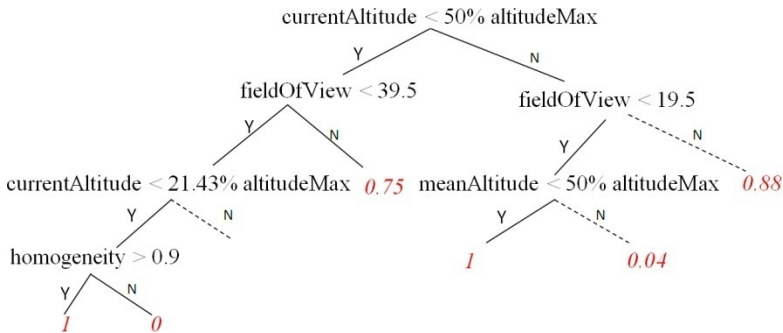 currentAltitude < 50% altitudeMax
Y
N
fieldOfView < 39.5
fieldOfView < 19.5
Y
N
Y
N
currentAltitude < 21.43% altitudeMax
0.75
meanAltitude < 50% altitudeMax
0.88
Y
N
Y
N
homogeneity > 0.9
1
0.04
Y
N
1
0